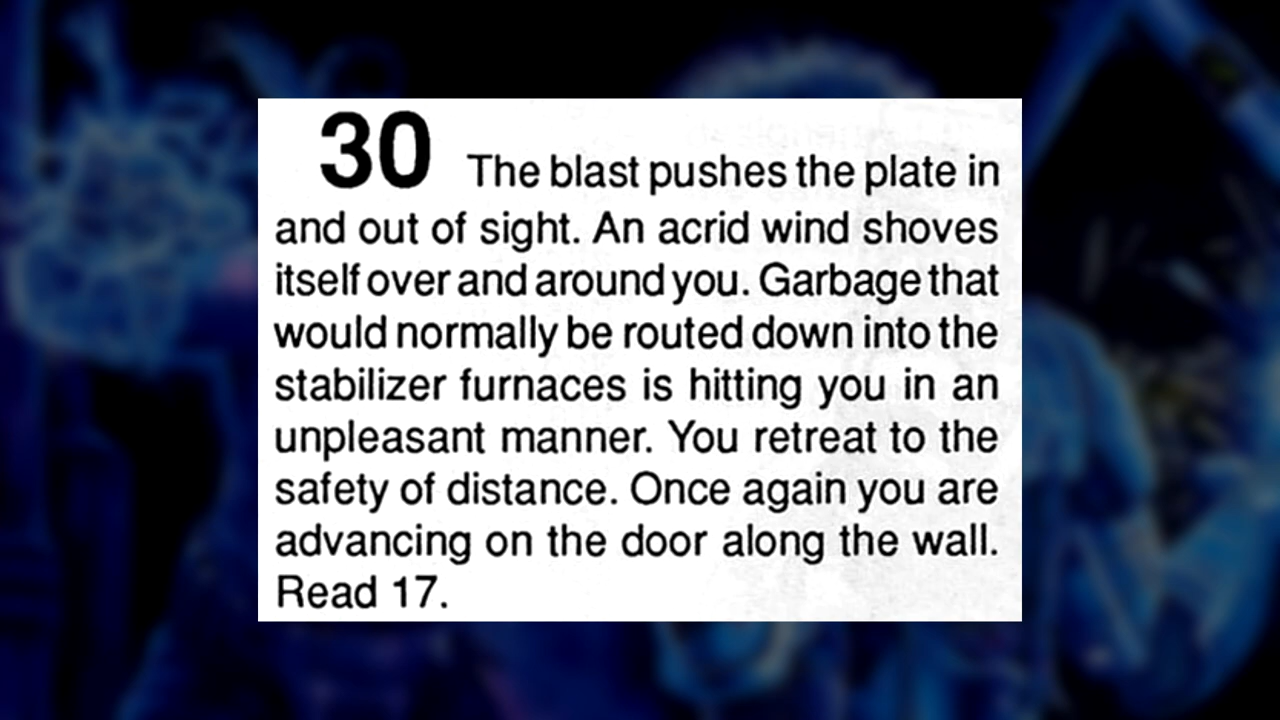 30 The blast pushes the plate in
and out of sight. An acrid wind shoves
itself over and around you. Garbage that
would normally be routed down into the
stabilizer furnaces is hitting you in an
unpleasant manner. You retreat to the
safety of distance. Once again you are
advancing on the door along the wall.
Read 17.